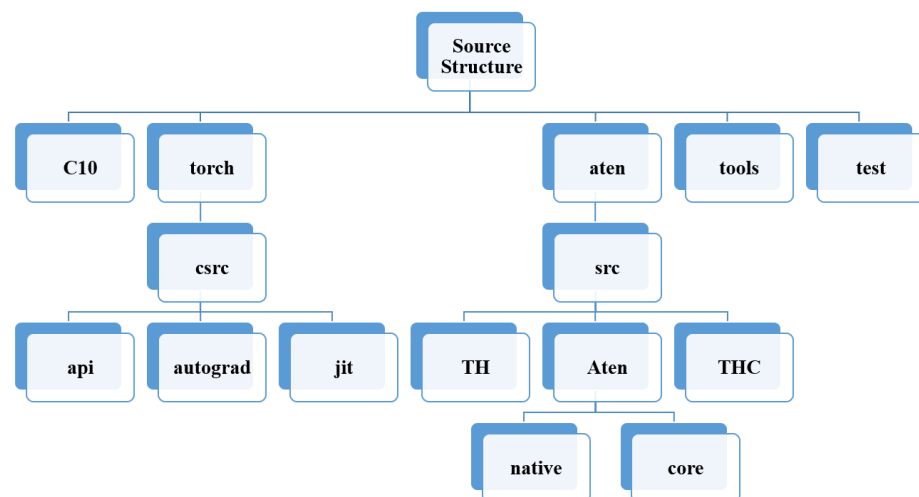 Source
Structure
C10
torch
aten
tools
test
csrc
src
api
autograd
jit
TH
Aten
THC
native
core